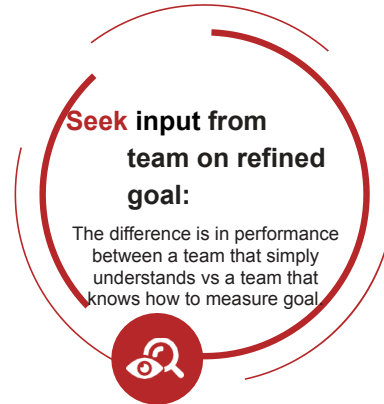 Seek input from
team on refined
goal:
The difference is in performance
between a team that simply
understands vs a team that
knows how to measure goal